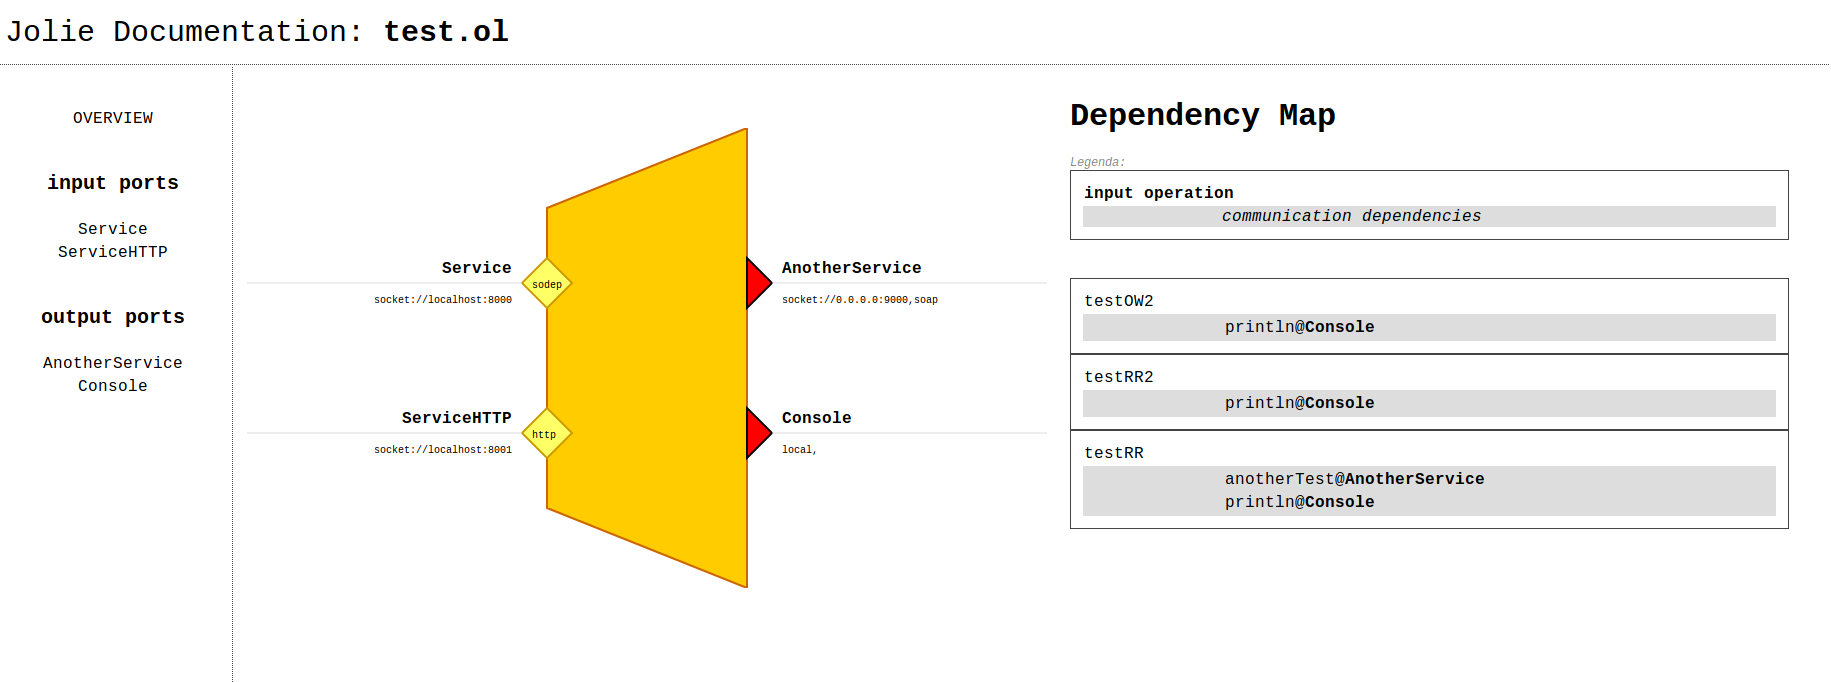 Jolie Documentation: test.ol
OVERVIEW
input ports
Service
ServiceHTTP
output ports
AnotherService
Console
Service
socket://localhost:8000
sodep
AnotherService
socket://0.0.0.0:9000,soap
ServiceHTTP
socket://localhost:8001
http
Console
local,
Dependency Map
Legenda:
input operation
communication dependencies
testOW2
println@Console
testRR2
println@Console
testRR
anotherTest@AnotherService
println@Console